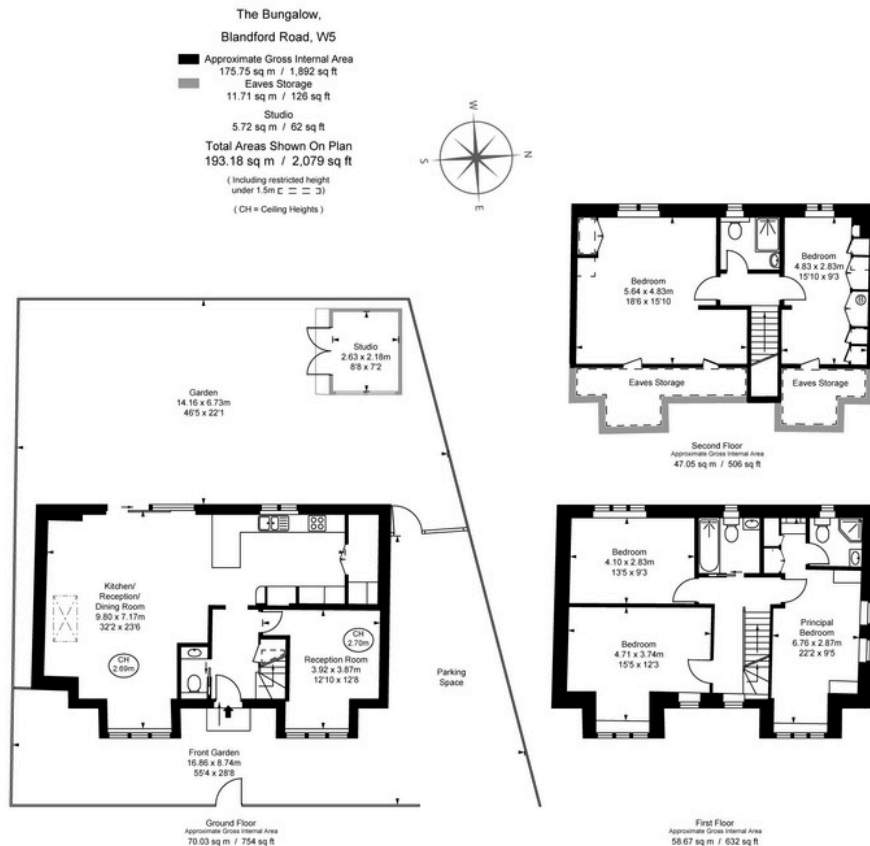 The Bungalow,
Blandford Road, W5
Approximate Gross Internal Area
175.75 sq m / 1,892 sq ft
Eaves Storage
11.71 sq m / 126 sq ft
Studio
5.72 sq m / 62 sq ft
Total Areas Shown On Plan
193.18 sq m / 2,079 sq ft
( Including restricted height
under 1.5m )
( CH = Ceiling Heights )
W
N
S
E
Bedroom
5.64 x 4.83m
18'6 x 15'10
Bedroom
4.83 x 2.83m
15'10 x 9'3
Eaves Storage
Eaves Storage
Second Floor
Approximate Gross Internal Area
47.05 sq m / 506 sq ft
Studio
2.63 x 2.18m
8'8 x 7'2
Garden
14.16 x 6.73m
46'5 x 22'1
Kitchen/
Reception/
Dining Room
9.80 x 7.17m
32'2 x 23'6
CH
2.69m
CH
2.70m
Reception Room
3.92 x 3.87m
12'10 x 12'8
Parking
Space
Front Garden
16.86 x 8.74m
55'4 x 28'8
Ground Floor
Approximate Gross Internal Area
70.03 sq m / 754 sq ft
Bedroom
4.10 x 2.83m
13'5 x 9'3
Bedroom
4.71 x 3.74m
15'5 x 12'3
Principal
Bedroom
6.76 x 2.87m
22'2 x 9'5
First Floor
Approximate Gross Internal Area
58.67 sq m / 632 sq ft